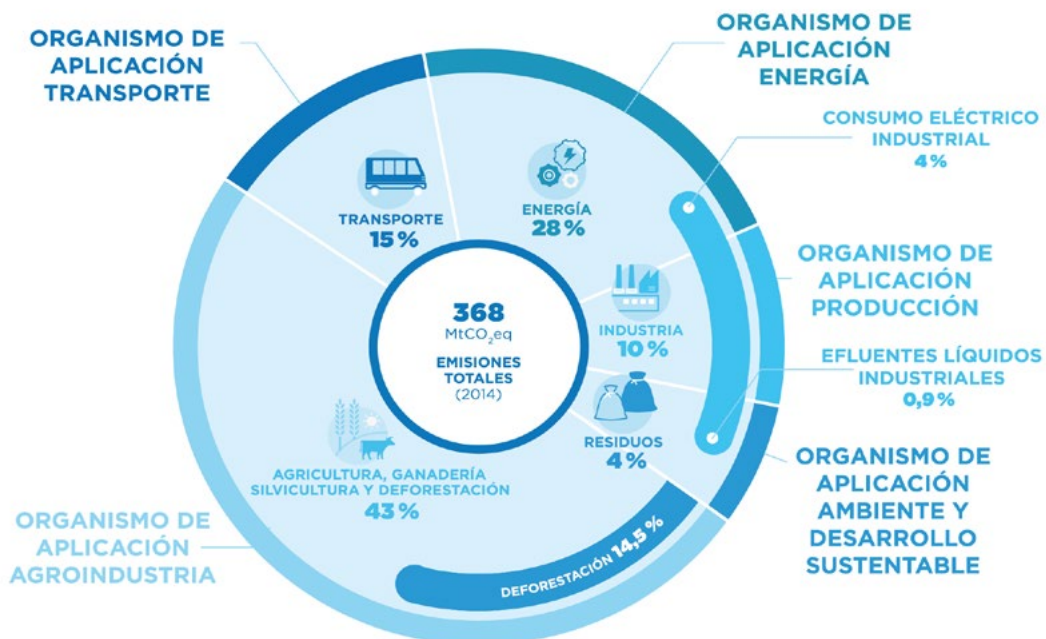 ORGANISMO DE
APLICACIÓN
TRANSPORTE
ORGANISMO DE
APLICACIÓN
ENERGÍA
CONSUMO ELÉCTRICO
INDUSTRIAL
4%
TRANSPORTE
15%
ENERGÍA
28%
ORGANISMO DE
APLICACIÓN
PRODUCCIÓN
368
MtCO₂eq
EMISIONES
TOTALES
(2014)
INDUSTRIA
10%
EFLUENTES LÍQUIDOS
INDUSTRIALES
0,9%
RESIDUOS
4%
AGRICULTURA, GANADERÍA
SILVICULTURA Y DEFORESTACIÓN
43%
ORGANISMO DE
APLICACIÓN
AMBIENTE Y
DESARROLLO
SUSTENTABLE
ORGANISMO DE
APLICACIÓN
AGROINDUSTRIA
DEFORESTACIÓN 14,5%